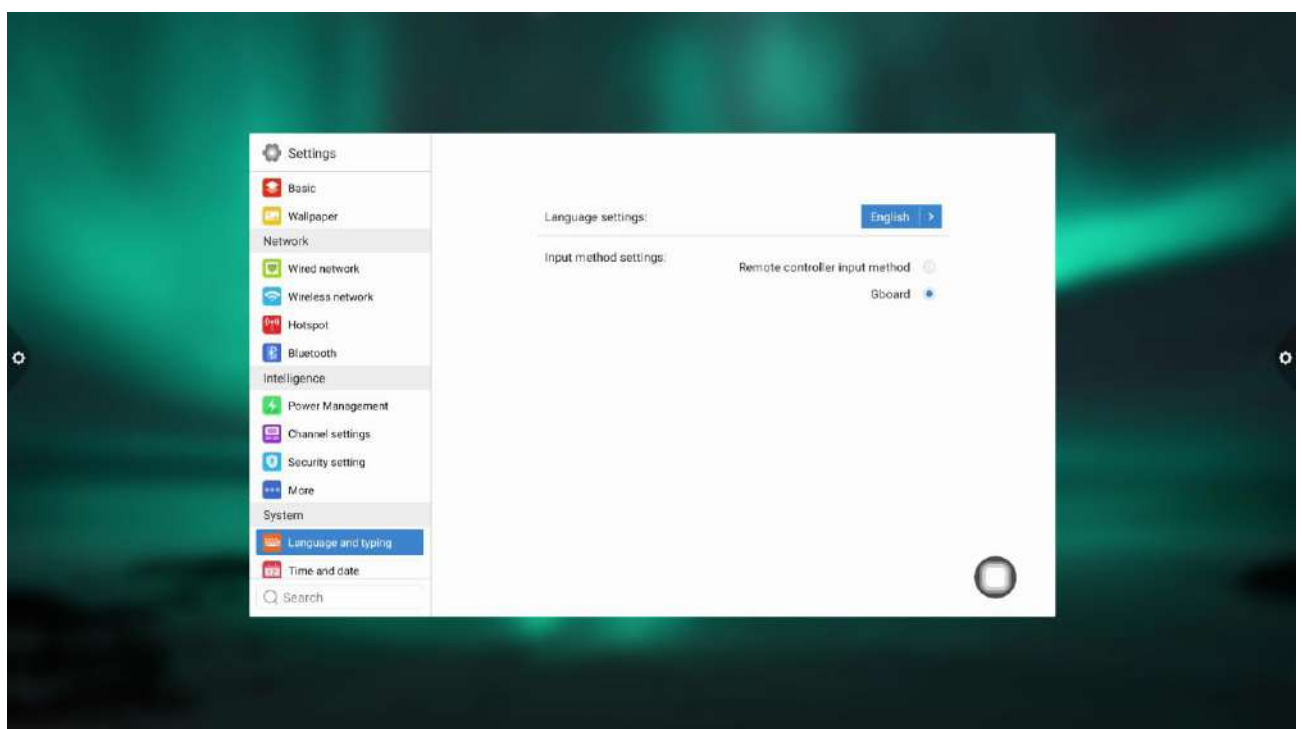 Settings
Basic
Wallpaper
Network
Wired network
Wireless network
Hotspot
Bluetooth
Intelligence
Power Management
Channel settings
Security setting
More
System
Language and typing
Time and date
Search
Language settings:
English
Input method settings:
Remote controller input method
Gboard